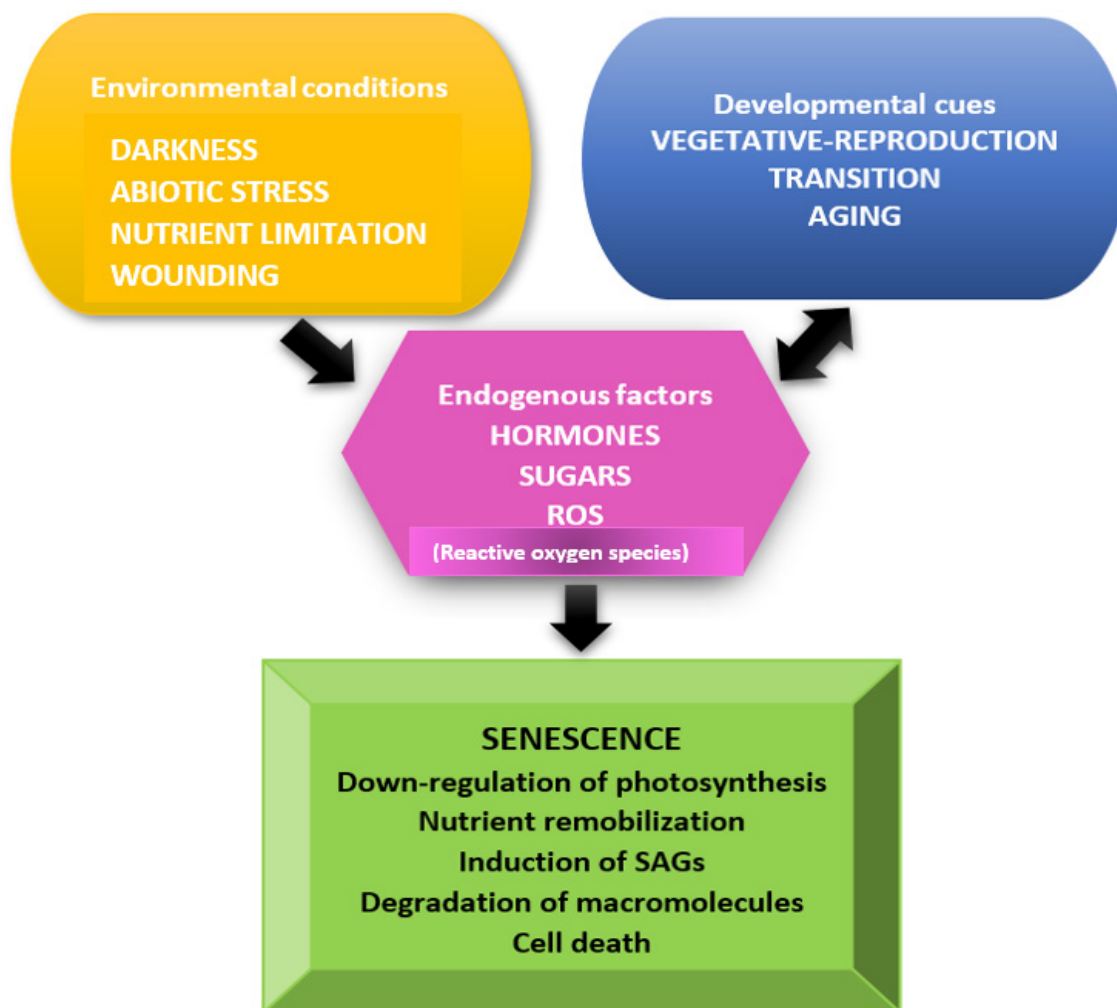 Environmental conditions
DARKNESS
ABIOTIC STRESS
NUTRIENT LIMITATION
WOUNDING
Developmental cues
VEGETATIVE-REPRODUCTION
TRANSITION
AGING
Endogenous factors
HORMONES
SUGARS
ROS
(Reactive oxygen species)
SENESCENCE
Down-regulation of photosynthesis
Nutrient remobilization
Induction of SAGs
Degradation of macromolecules
Cell death